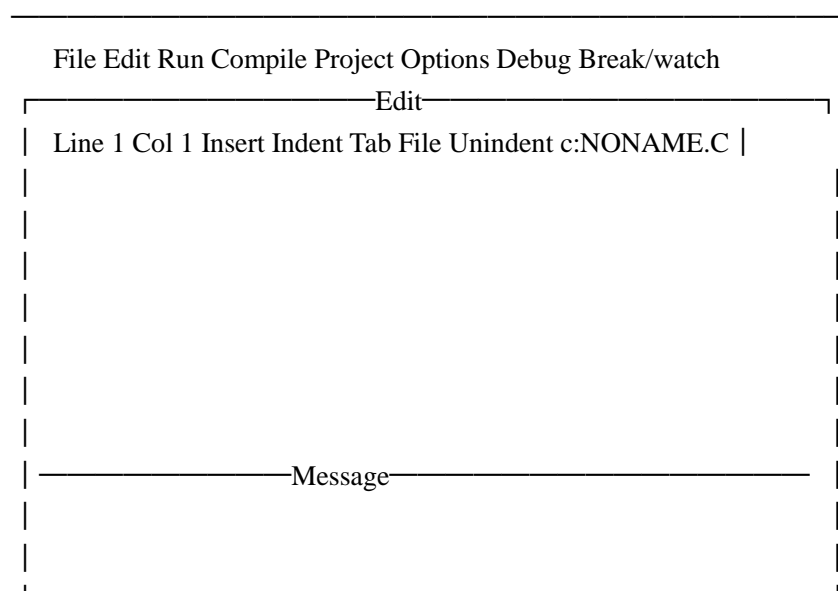 File Edit Run Compile Project Options Debug Break/watch
Edit
Line 1 Col 1 Insert Indent Tab File Unindent c:NONAME.C
Message